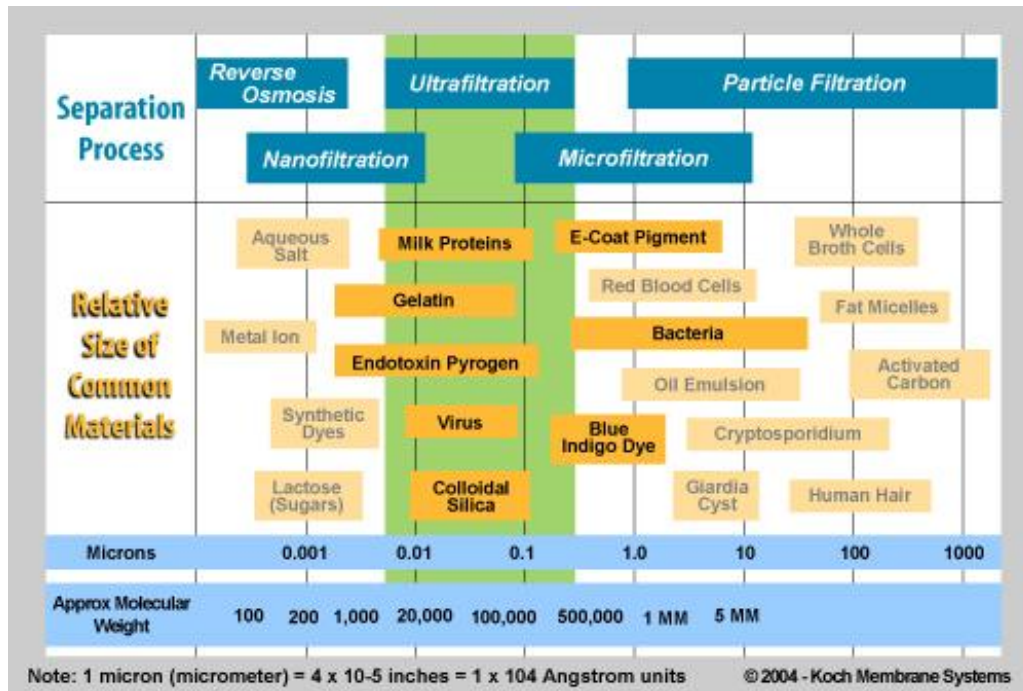 Separation
Process
Reverse
Osmosis
Ultrafiltration
Particle Filtration
Nanofiltration
Microfiltration
Relative
Size of
Common
Materials
Aqueous
Salt
Milk Proteins
E-Coat Pigment
Whole
Broth Cells
Gelatin
Red Blood Cells
Fat Micelles
Metal Ion
Bacteria
Endotoxin Pyrogen
Oil Emulsion
Activated
Carbon
Synthetic
Dyes
Virus
Blue
Indigo Dye
Cryptosporidium
Lactose
(Sugars)
Colloidal
Silica
Giardia
Cyst
Human Hair
Microns 0.001 0.01 0.1 1.0 10 100 1000
Approx Molecular
Weight
100 200 1,000 20,000 100,000 500,000 1 MM 5 MM
Note: 1 micron (micrometer) = 4 x 10-5 inches = 1 x 104 Angstrom units
© 2004 - Koch Membrane Systems